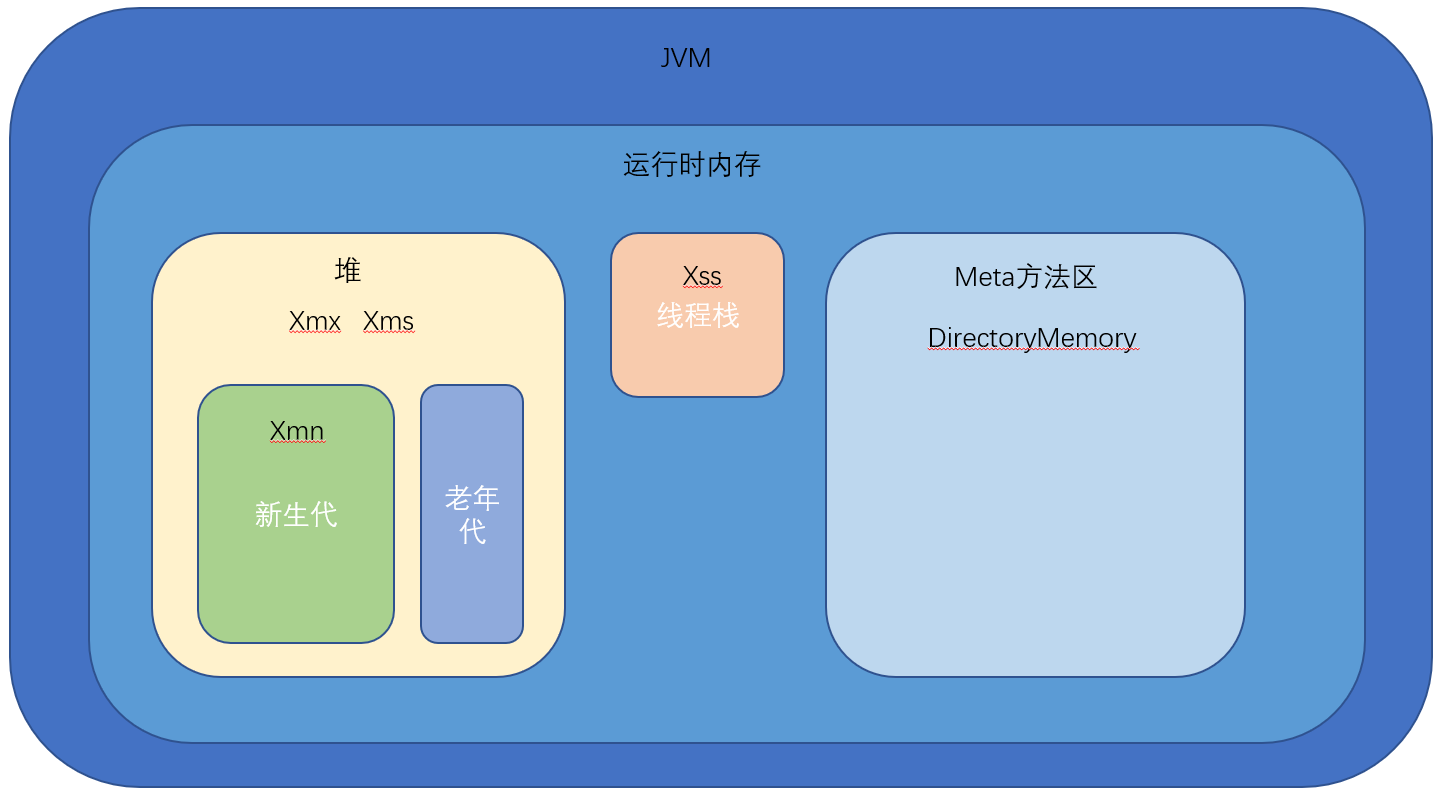 JVM
运行时内存
堆
Xmx Xms
Xmn
新生代
老年
代
Xss
线程栈
Meta方法区
DirectoryMemory